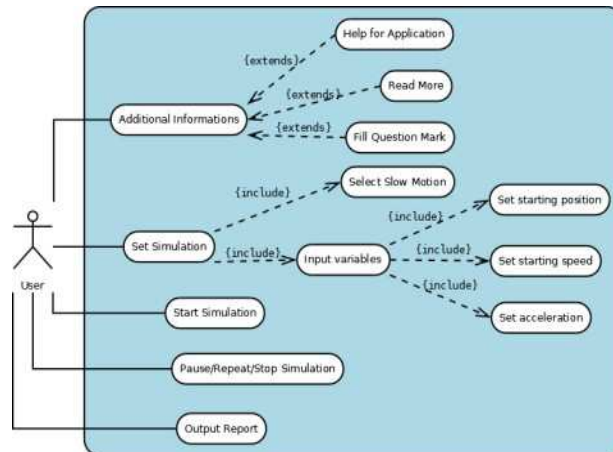 Help for Application
{extends}
Read More
{extends}
Additional Informations
Fill Question Mark
{extends}
Select Slow Motion
{include}
Set starting position
{include}
Set Simulation
{include}
Input variables
Set starting speed
{include}
User
{include}
Start Simulation
Set acceleration
Pause/Repeat/Stop Simulation
Output Report